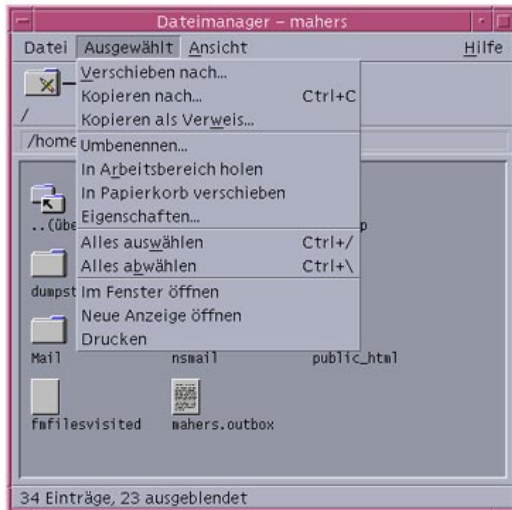 Dateimanager – mahers
Datei Ausgewählt Ansicht Hilfe
Verschieben nach...
Kopieren nach... Ctrl+C
Kopieren als Verweis...
/
/home
Umbenennen...
In Arbeitsbereich holen
In Papierkorb verschieben
Eigenschaften...
..(übe
Alles auswählen Ctrl+/
Alles abwählen Ctrl+\
dumpst
Im Fenster öffnen
Neue Anzeige öffnen
Drucken
Mail nsmail public_html
fmfilesvisited mahers.outbox
34 Einträge, 23 ausgeblendet